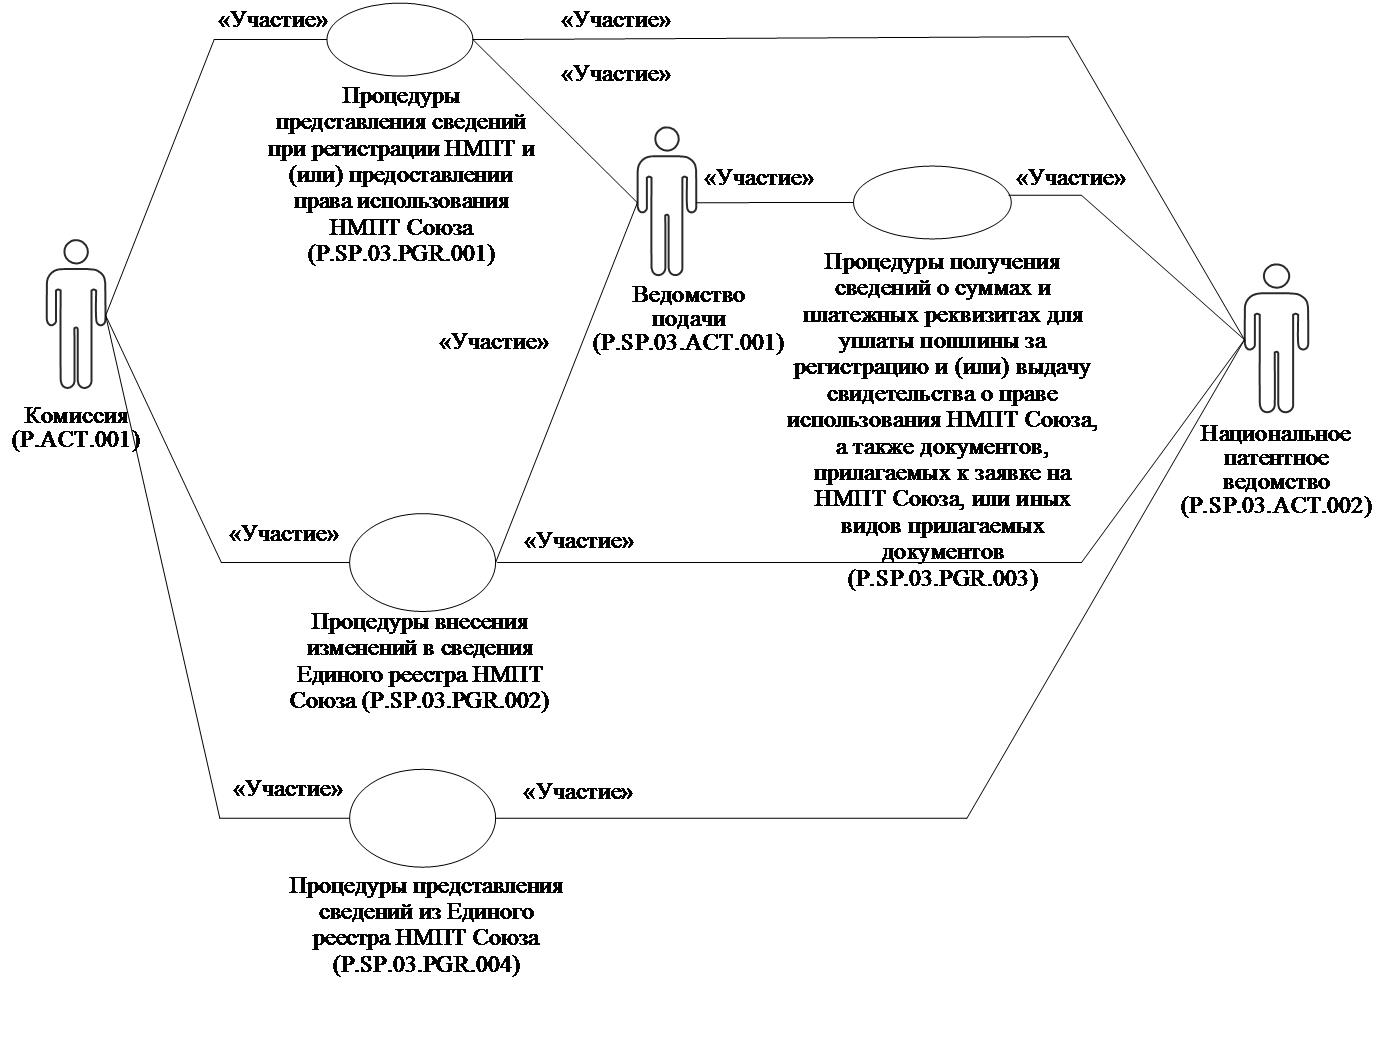 «Участие»
«Участие»
«Участие»
Процедуры
представления сведений
при регистрации НМПТ и
(или) предоставлении
права использования
НМПТ Союза
(P.SP.03.PGR.001)
«Участие»
«Участие»
Ведомство
подачи
(P.SP.03.ACT.001)
Процедуры получения
сведений о суммах и
платежных реквизитах для
уплаты пошлины за
регистрацию и (или) выдачу
свидетельства о праве
использования НМПТ Союза,
а также документов,
прилагаемых к заявке на
НМПТ Союза, или иных
видов прилагаемых
документов
(P.SP.03.PGR.003)
«Участие»
Комиссия
(P.ACT.001)
Национальное
патентное
ведомство
(P.SP.03.ACT.002)
«Участие»
«Участие»
Процедуры внесения
изменений в сведения
Единого реестра НМПТ
Союза (P.SP.03.PGR.002)
«Участие»
«Участие»
Процедуры представления
сведений из Единого
реестра НМПТ Союза
(P.SP.03.PGR.004)